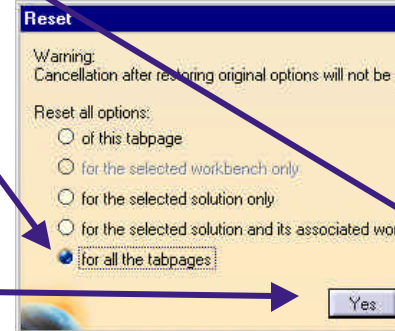 Reset
Warning:
Cancellation after restoring original options will not be
Reset all options:
of this tabpage
for the selected workbench only
for the selected solution only
for the selected solution and its associated wor
for all the tabpages
Yes